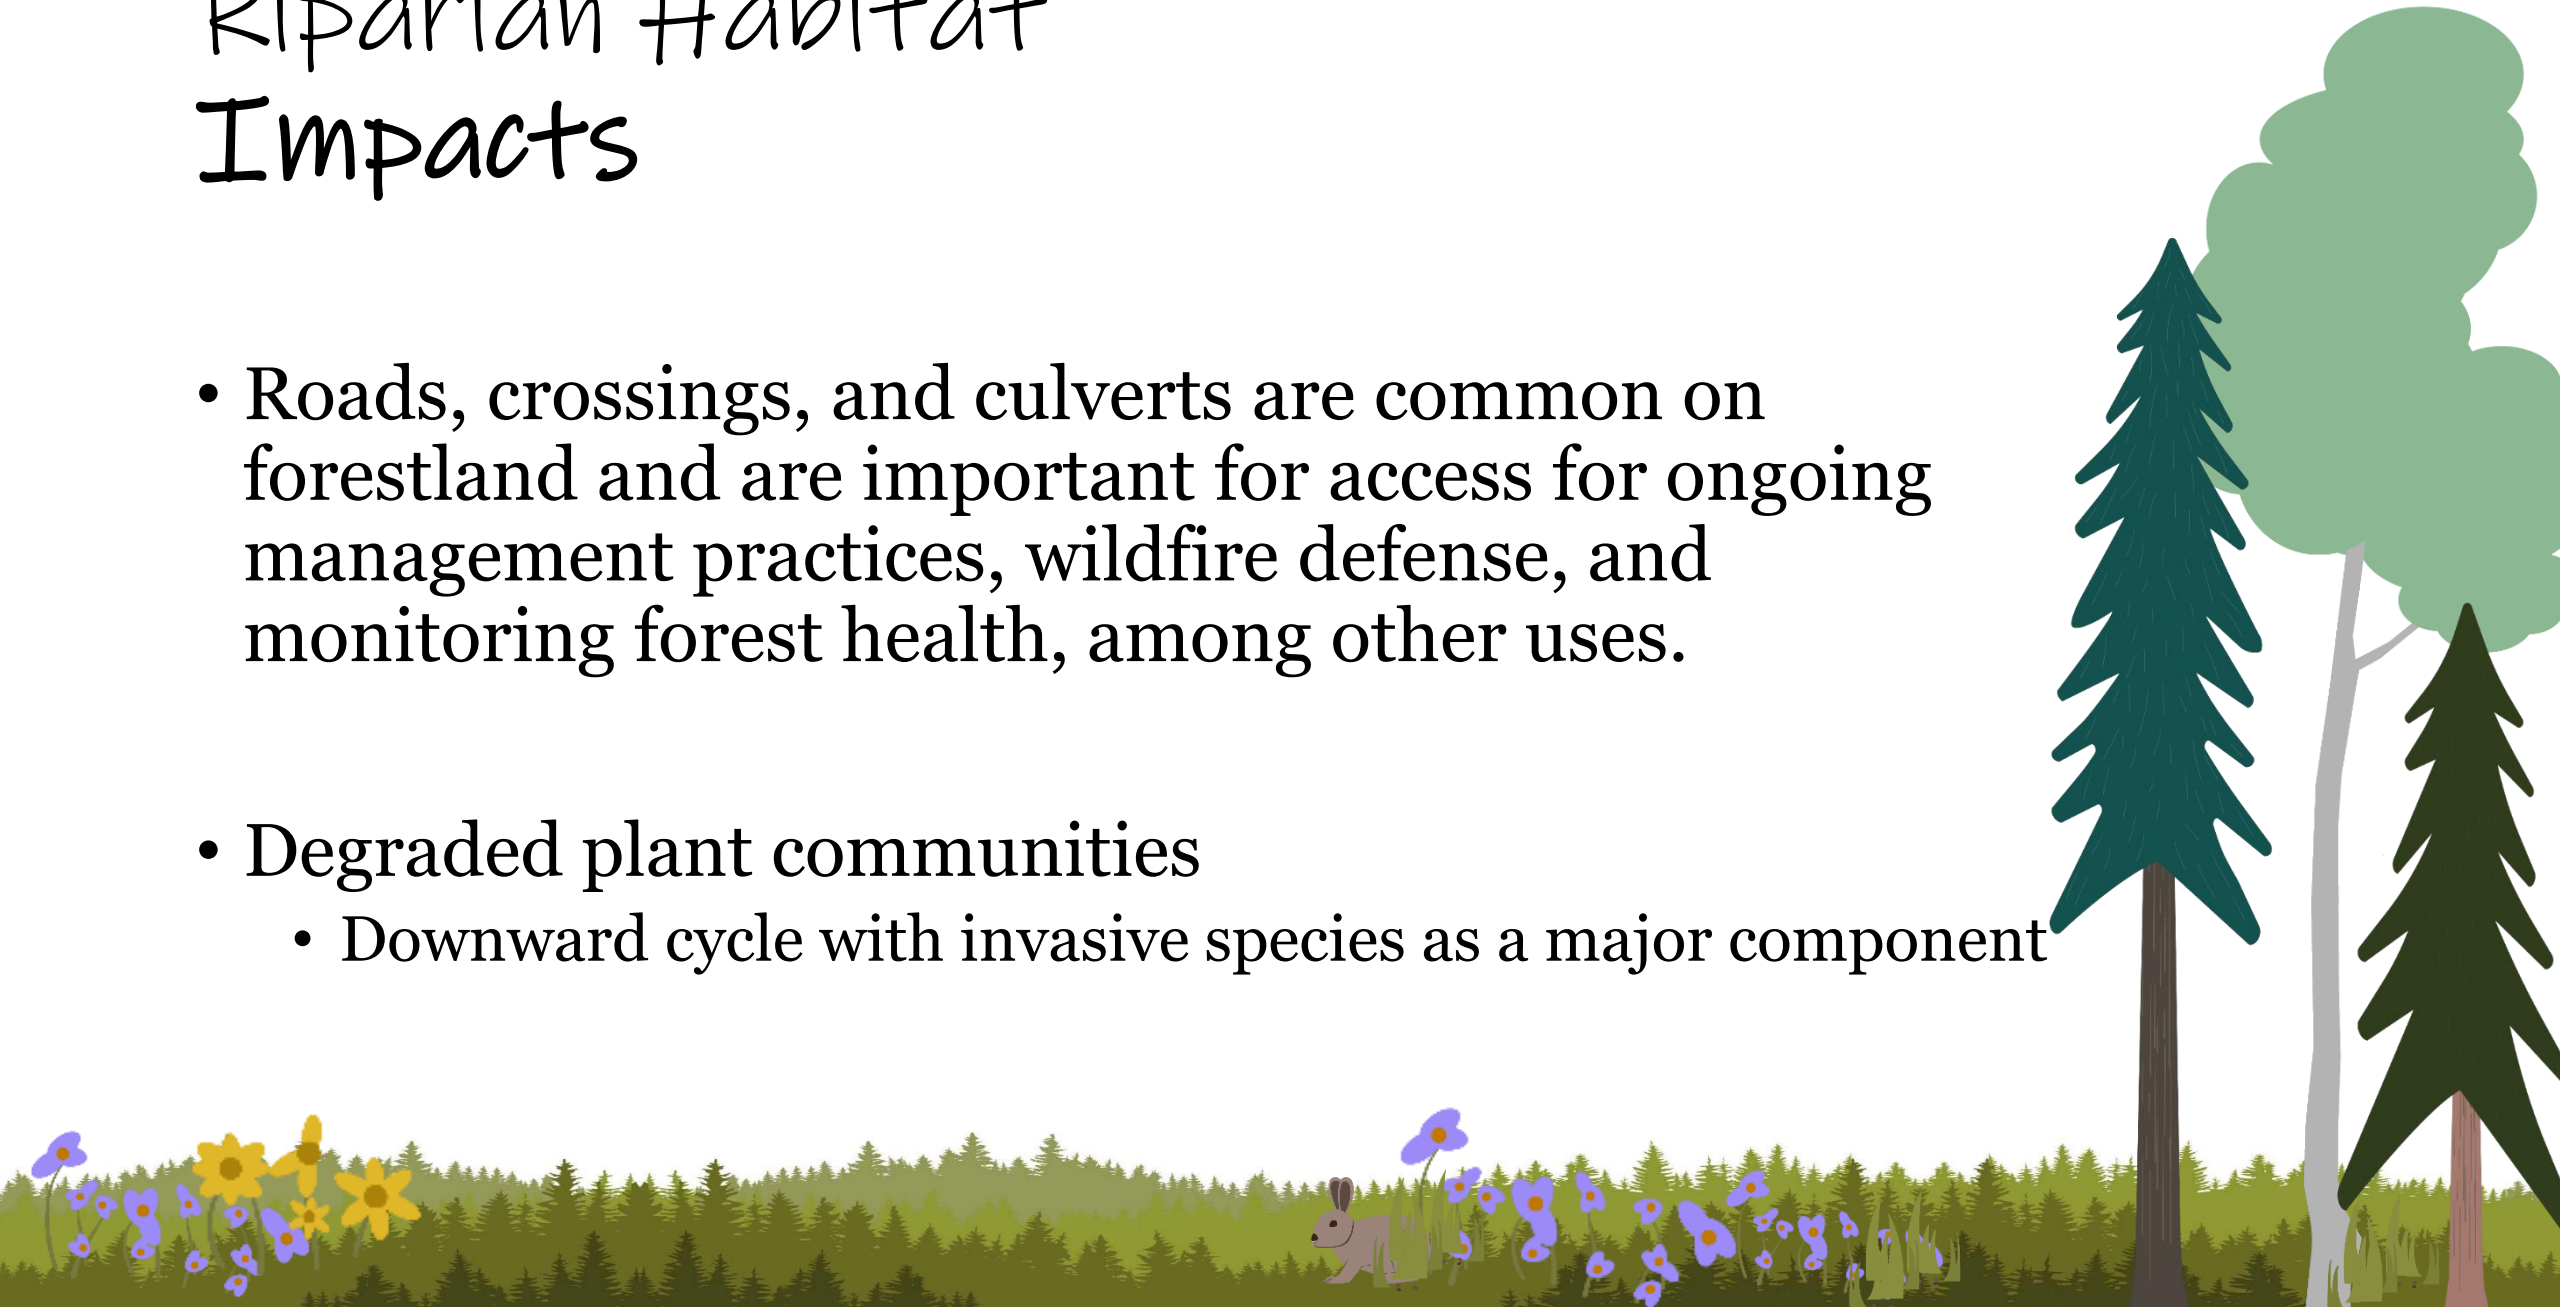 Riparian Habitat
Impacts
• Roads, crossings, and culverts are common on
forestland and are important for access for ongoing
management practices, wildfire defense, and
monitoring forest health, among other uses.
• Degraded plant communities
• Downward cycle with invasive species as a major component